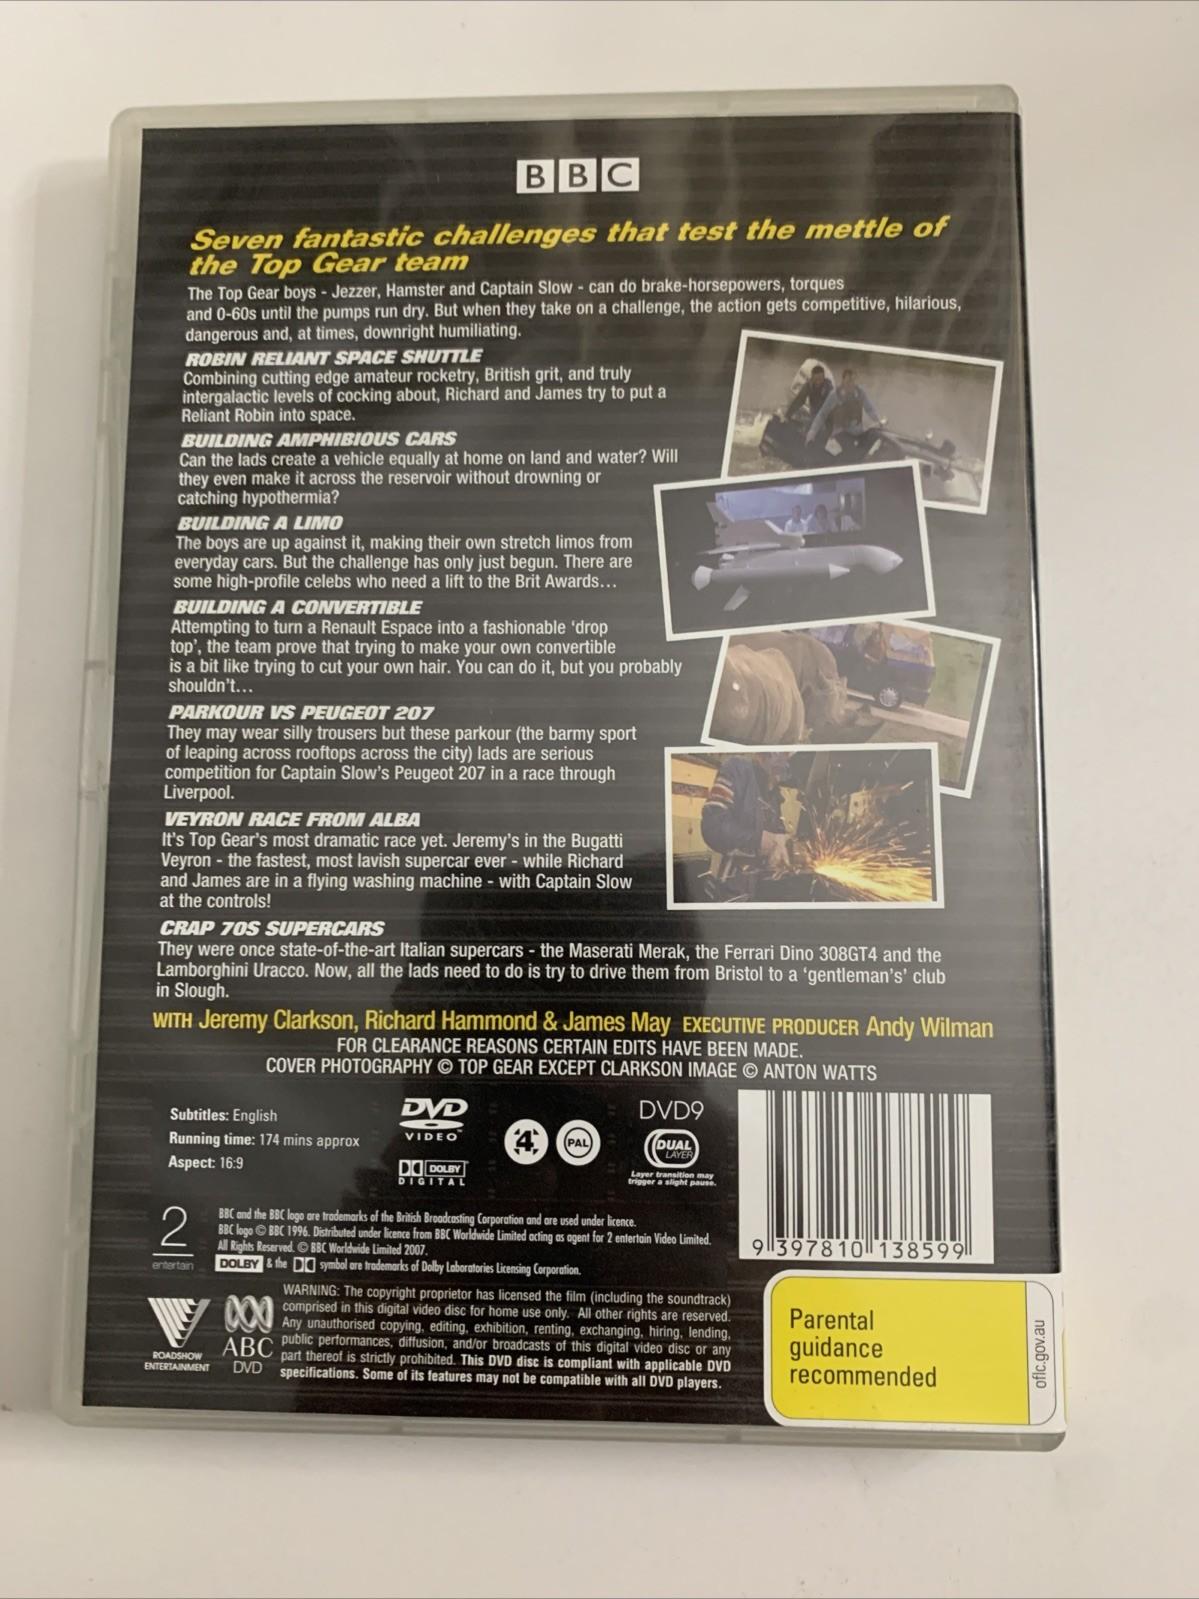 BBC
Seven fantastic challenges that test the mettle of
the Top Gear team
The Top Gear boys - Jezzer, Hamster and Captain Slow - can do brake-horsepowers, torques
and 0-60s until the pumps run dry. But when they take on a challenge, the action gets competitive, hilarious,
dangerous and, at times, downright humiliating.
ROBIN RELIANT SPACE SHUTTLE
Combining cutting edge amateur rocketry, British grit, and truly
intergalactic levels of cocking about, Richard and James try to put a
Reliant Robin into space.
BUILDING AMPHIBIOUS CARS
Can the lads create a vehicle equally at home on land and water? Will
they even make it across the reservoir without drowning or
catching hypothermia?
BUILDING A LIMO
The boys are up against it, making their own stretch limos from
everyday cars. But the challenge has only just begun. There are
some high-profile celebs who need a lift to the Brit Awards...
BUILDING A CONVERTIBLE
Attempting to turn a Renault Espace into a fashionable 'drop
top', the team prove that trying to make your own convertible
is a bit like trying to cut your own hair. You can do it, but you probably
shouldn't...
PARKOUR VS PEUGEOT 207
They may wear silly trousers but these parkour (the barmy sport
of leaping across rooftops across the city) lads are serious
competition for Captain Slow's Peugeot 207 in a race through
Liverpool.
VEYRON RACE FROM ALBA
It's Top Gear's most dramatic race yet. Jeremy's in the Bugatti
Veyron - the fastest, most lavish supercar ever - while Richard
and James are in a flying washing machine - with Captain Slow
at the controls!
CRAP 70S SUPERCARS
They were once state-of-the-art Italian supercars - the Maserati Merak, the Ferrari Dino 308GT4 and the
Lamborghini Uracco. Now, all the lads need to do is try to drive them from Bristol to a 'gentleman's' club
in Slough.
WITH Jeremy Clarkson, Richard Hammond & James May EXECUTIVE PRODUCER Andy Wilman
FOR CLEARANCE REASONS CERTAIN EDITS HAVE BEEN MADE.
COVER PHOTOGRAPHY © TOP GEAR EXCEPT CLARKSON IMAGE © ANTON WATTS
Subtitles: English
Running time: 174 mins approx
Aspect: 16:9
DVD
VIDEO™
DOLBY
DIGITAL
4
PAL
DVD9
DUAL
LAYER
Layer transition may
trigger a slight pause.
9 397810 138599
2
entertain
BBC and the BBC logo are trademarks of the British Broadcasting Corporation and are used under licence.
BBC logo © BBC 1996. Distributed under licence from BBC Worldwide Limited acting as agent for 2 entertain Video Limited.
All Rights Reserved. © BBC Worldwide Limited 2007.
DOLBY & the symbol are trademarks of Dolby Laboratories Licensing Corporation.
ROADSHOW
ENTERTAINMENT
ABC
DVD
WARNING: The copyright proprietor has licensed the film (including the soundtrack)
comprised in this digital video disc for home use only. All other rights are reserved.
Any unauthorised copying, editing, exhibition, renting, exchanging, hiring, lending,
public performances, diffusion, and/or broadcasts of this digital video disc or any
part thereof is strictly prohibited. This DVD disc is compliant with applicable DVD
specifications. Some of its features may not be compatible with all DVD players.
Parental
guidance
recommended
oflc.gov.au